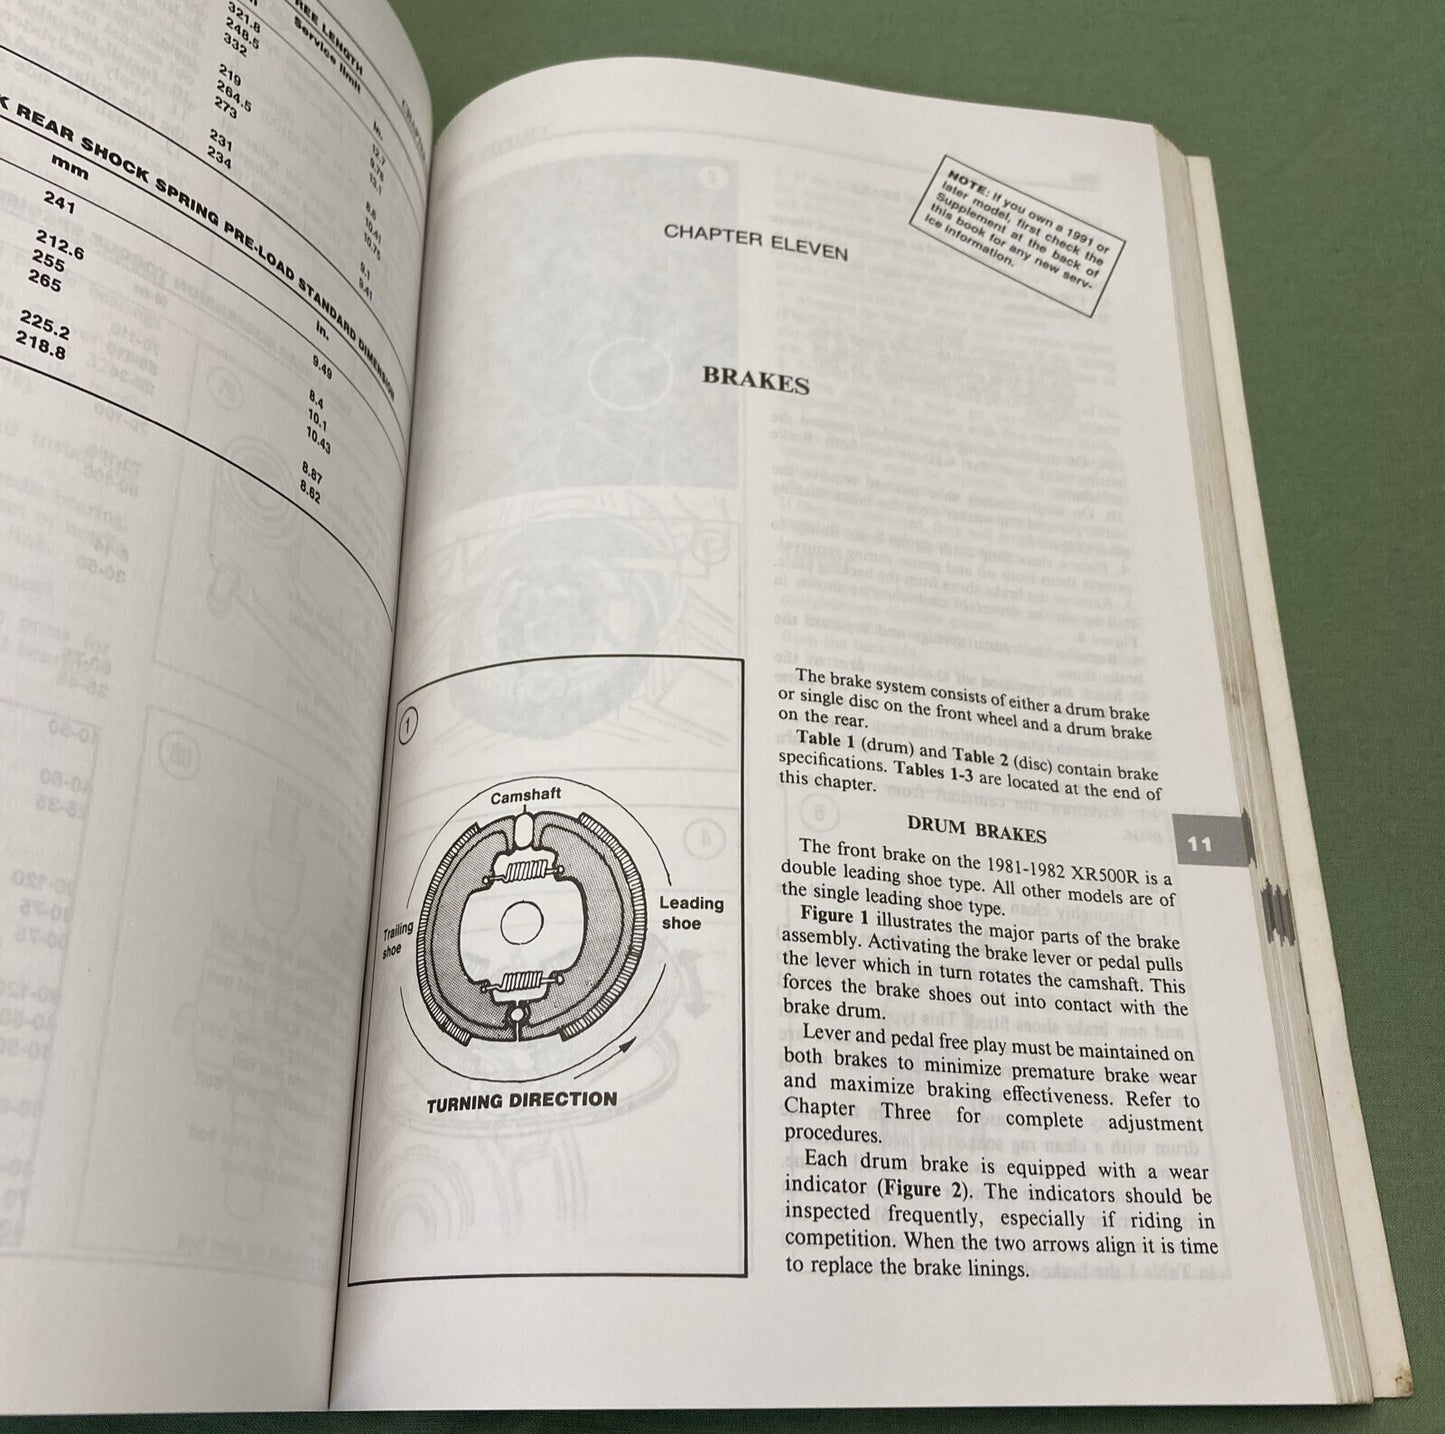 REE LENGTH
Service limit
in.
321.8
248.5
332
219
264.5
273
231
234
12.7
9.78
13.1
8.6
10.41
10.75
9.1
9.41
K REAR SHOCK SPRING PRE-LOAD STANDARD DIMENSION
mm
in.
241
9.49
212.6
8.4
255
10.1
265
10.43
225.2
8.87
218.8
8.62
CHAPTER ELEVEN
NOTE: If you own a 1991 or
later model, first check the
Supplement at the back of
this book for any new serv-
ice information.
BRAKES
1
Camshaft
Trailing
shoe
Leading
shoe
TURNING DIRECTION
The brake system consists of either a drum brake
or single disc on the front wheel and a drum brake
on the rear.
Table 1 (drum) and Table 2 (disc) contain brake
specifications. Tables 1-3 are located at the end of
this chapter.
DRUM BRAKES
The front brake on the 1981-1982 XR500R is a
double leading shoe type. All other models are of
the single leading shoe type.
Figure 1 illustrates the major parts of the brake
assembly. Activating the brake lever or pedal pulls
the lever which in turn rotates the camshaft. This
forces the brake shoes out into contact with the
brake drum.
Lever and pedal free play must be maintained on
both brakes to minimize premature brake wear
and maximize braking effectiveness. Refer to
Chapter Three for complete adjustment
procedures.
Each drum brake is equipped with a wear
indicator (Figure 2). The indicators should be
inspected frequently, especially if riding in
competition. When the two arrows align it is time
to replace the brake linings.
11